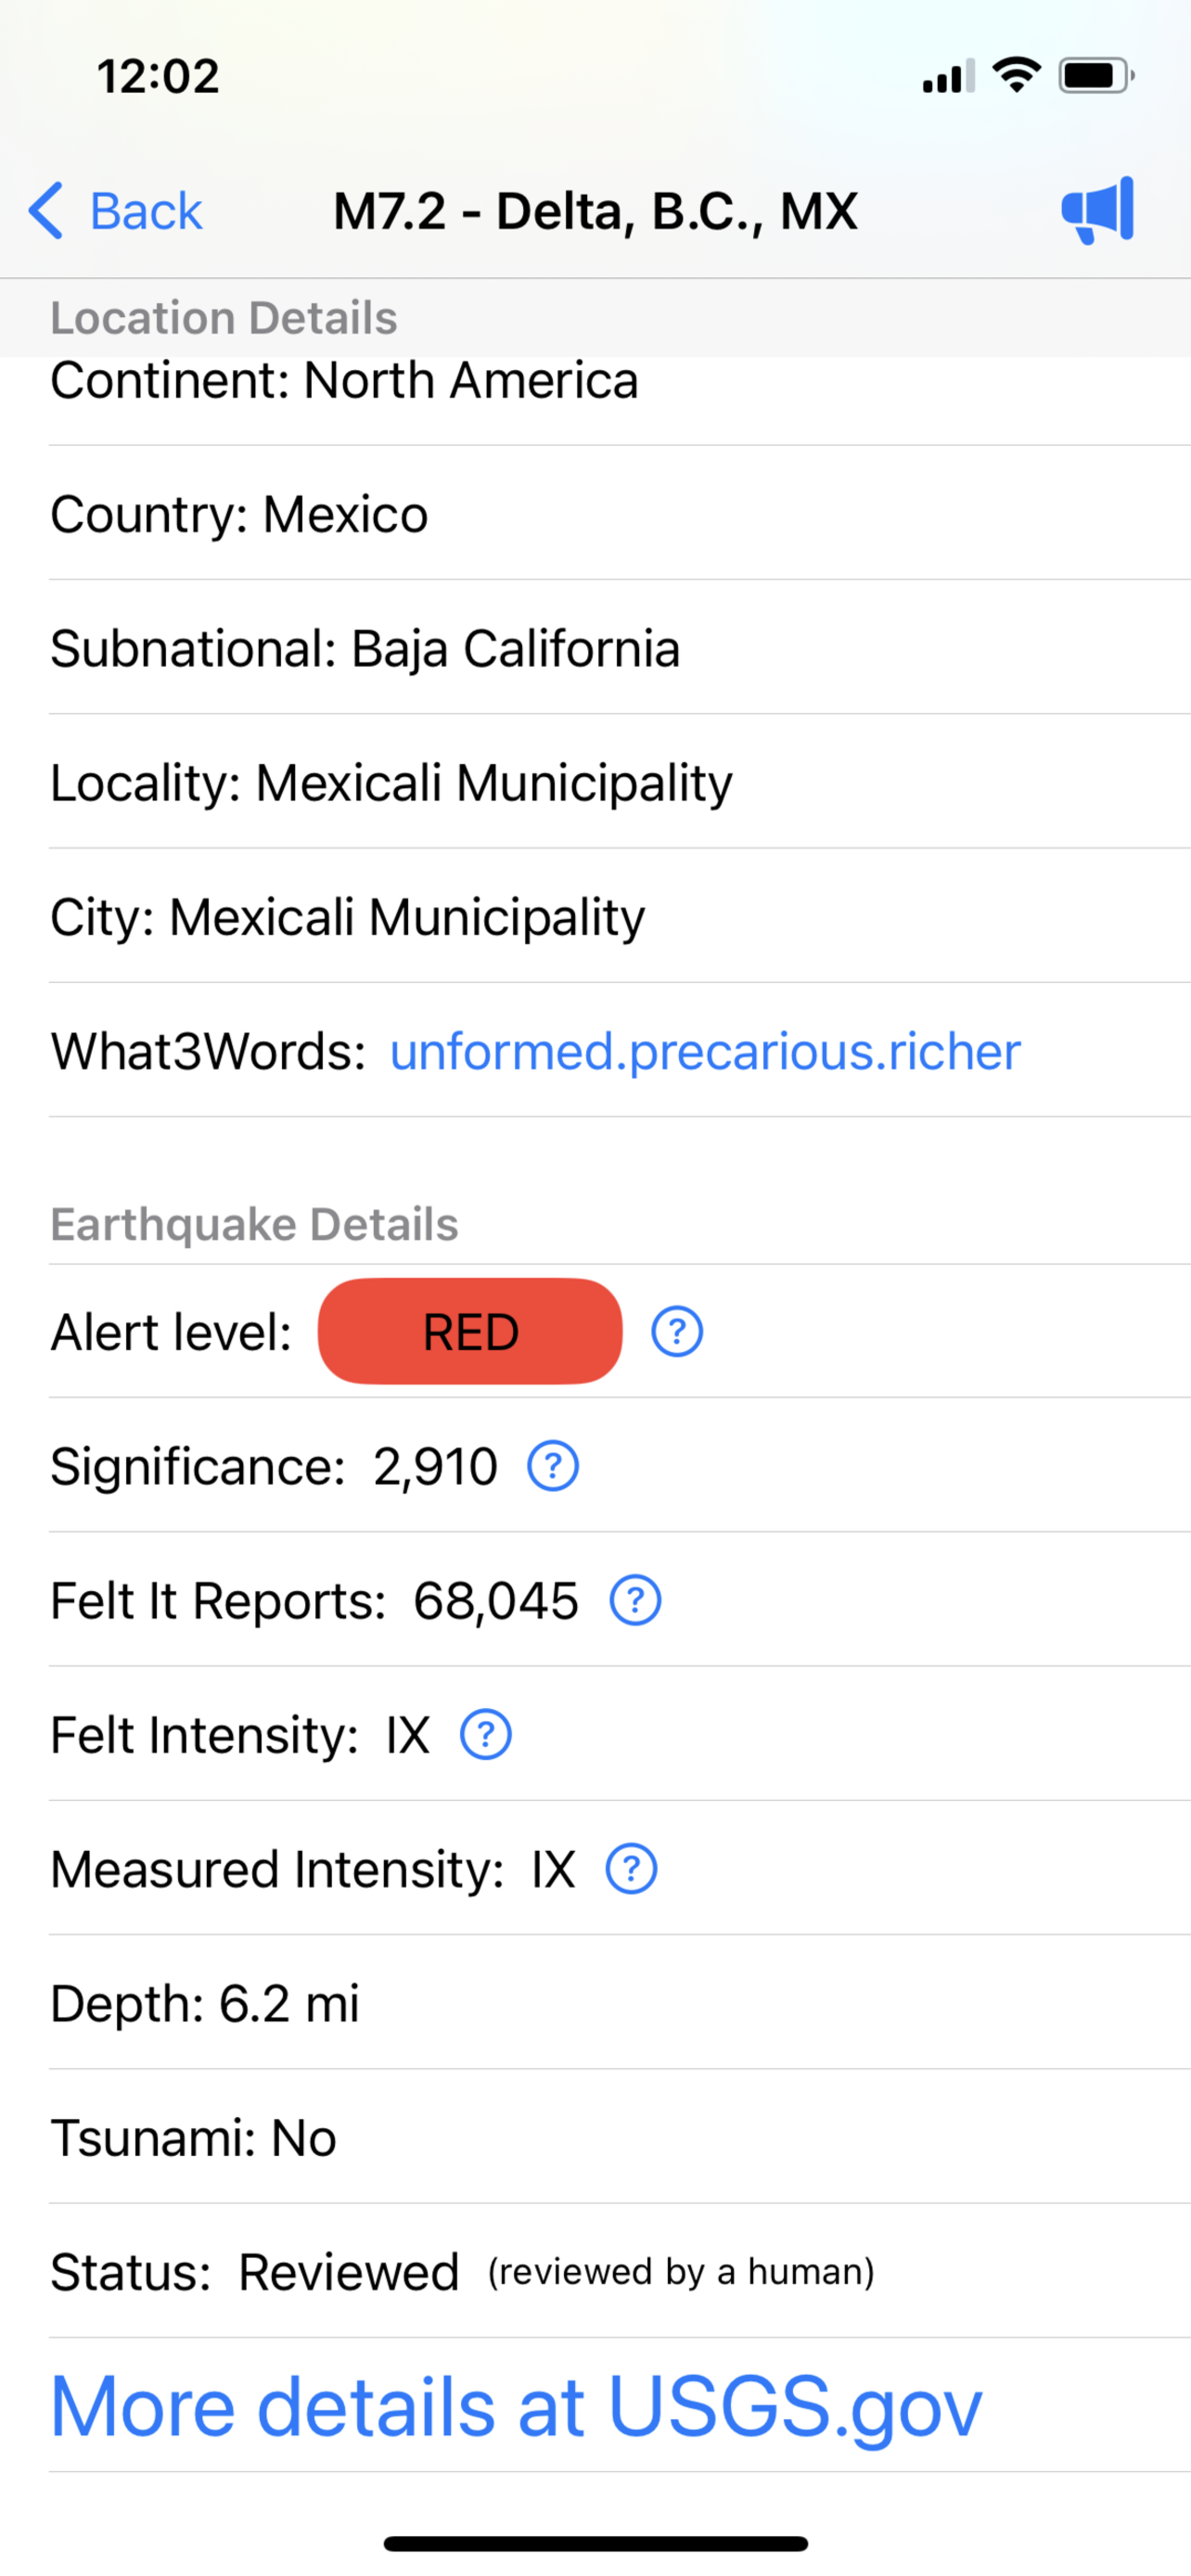 12:02
Back
M7.2 - Delta, B.C., MX
Location Details
Continent: North America
Country: Mexico
Subnational: Baja California
Locality: Mexicali Municipality
City: Mexicali Municipality
What3Words: unformed.precarious.richer
Earthquake Details
Alert level: RED ?
Significance: 2,910 ?
Felt It Reports: 68,045 ?
Felt Intensity: IX ?
Measured Intensity: IX ?
Depth: 6.2 mi
Tsunami: No
Status: Reviewed (reviewed by a human)
More details at USGS.gov